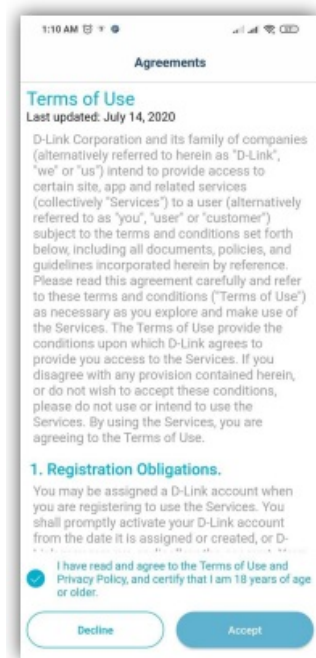 1:10 AM
Agreements
Terms of Use
Last updated: July 14, 2020
D-Link Corporation and its family of companies
(alternatively referred to herein as "D-Link",
"we" or "us") intend to provide access to
certain site, app and related services
(collectively "Services") to a user (alternatively
referred to as "you", "user" or "customer")
subject to the terms and conditions set forth
below, including all documents, policies, and
guidelines incorporated herein by reference.
Please read this agreement carefully and refer
to these terms and conditions ("Terms of Use")
as necessary as you explore and make use of
the Services. The Terms of Use provide the
conditions upon which D-Link agrees to
provide you access to the Services. If you
disagree with any provision contained herein,
or do not wish to accept these conditions,
please do not use or intend to use the
Services. By using the Services, you are
agreeing to the Terms of Use.
1. Registration Obligations.
You may be assigned a D-Link account when
you are registering to use the Services. You
shall promptly activate your D-Link account
from the date it is assigned or created, or D-
I have read and agree to the Terms of Use and
Privacy Policy, and certify that I am 18 years of age
or older.
Decline
Accept